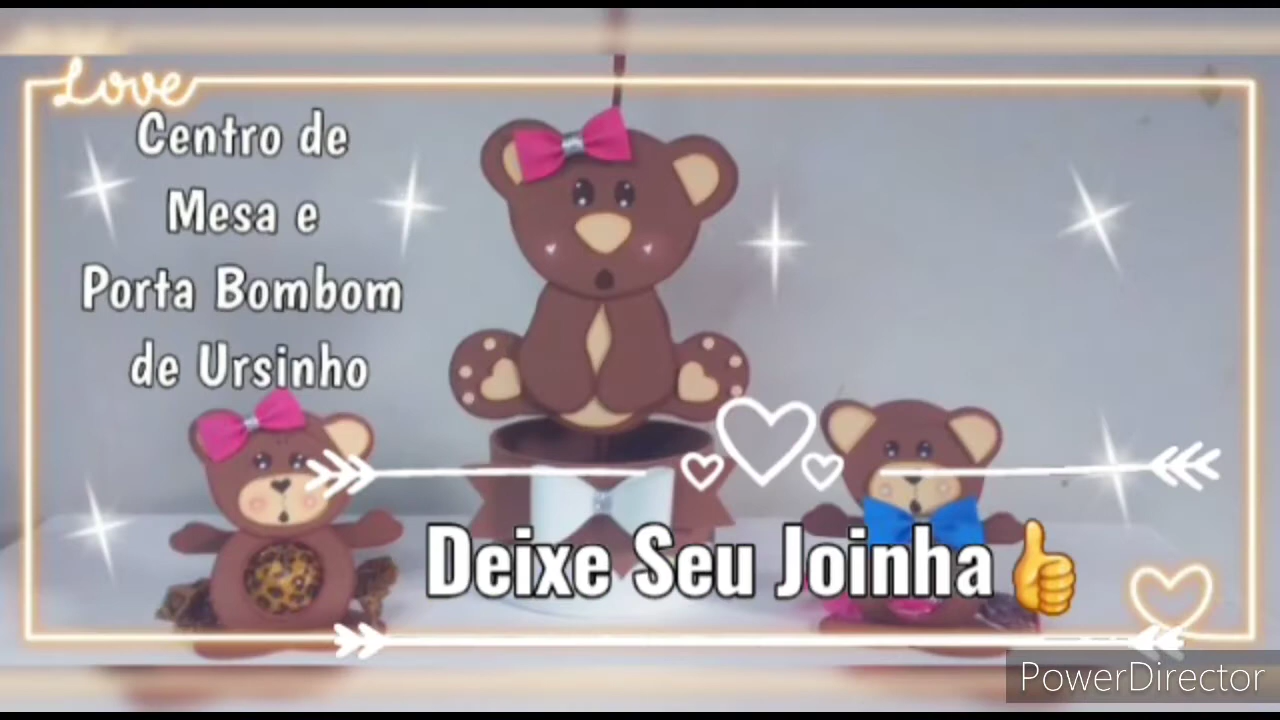 Love
Centro de
Mesa e
Porta Bombom
de Ursinho
Deixe Seu Joinha
PowerDirector